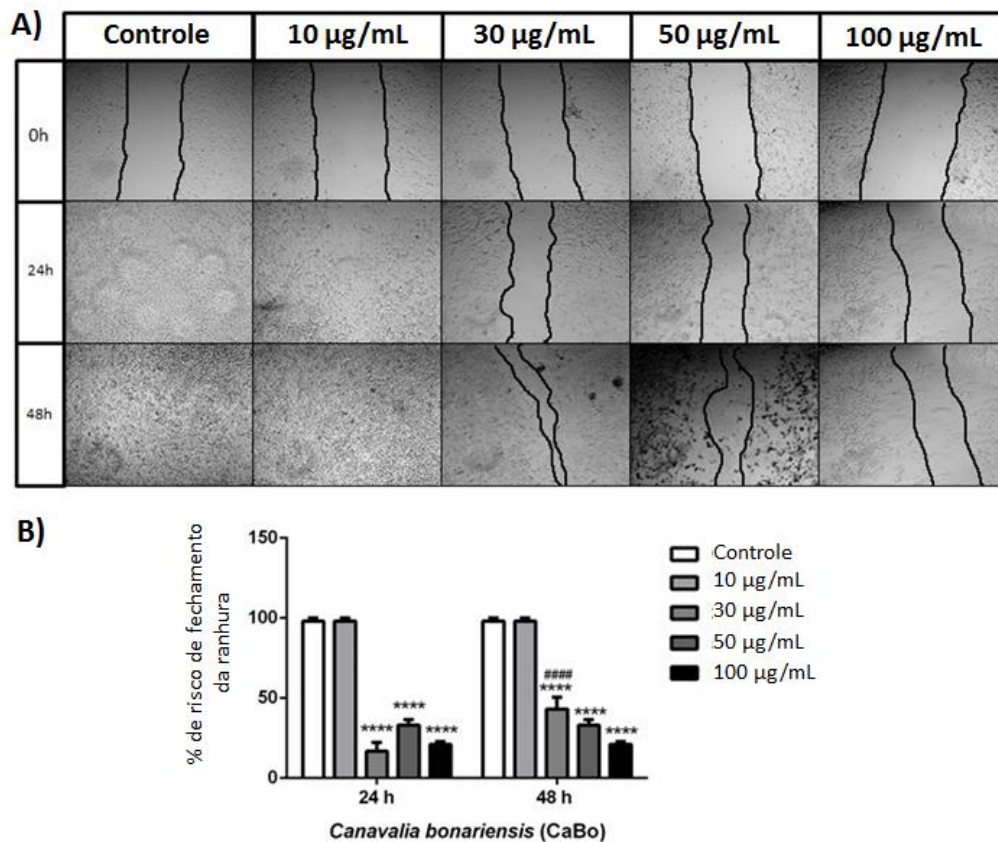 A)
Controle
10 µg/mL
30 µg/mL
50 µg/mL
100 µg/mL
0h
24h
48h
B)
% de risco de fechamento
da ranhura
150
100
50
0
####
**** **** ****
**** **** ****
24 h
48 h
Canavalia bonariensis (CaBo)
Controle
10 µg/mL
30 µg/mL
50 µg/mL
100 µg/mL